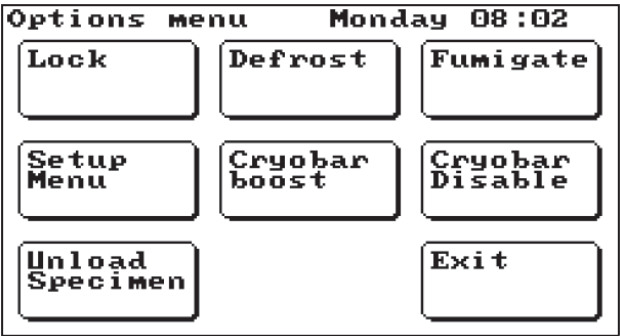 Options menu Monday 08:02
Lock Defrost Fumigate
Setup Cryobar Cryobar
Menu boost Disable
Unload Exit
Specimen